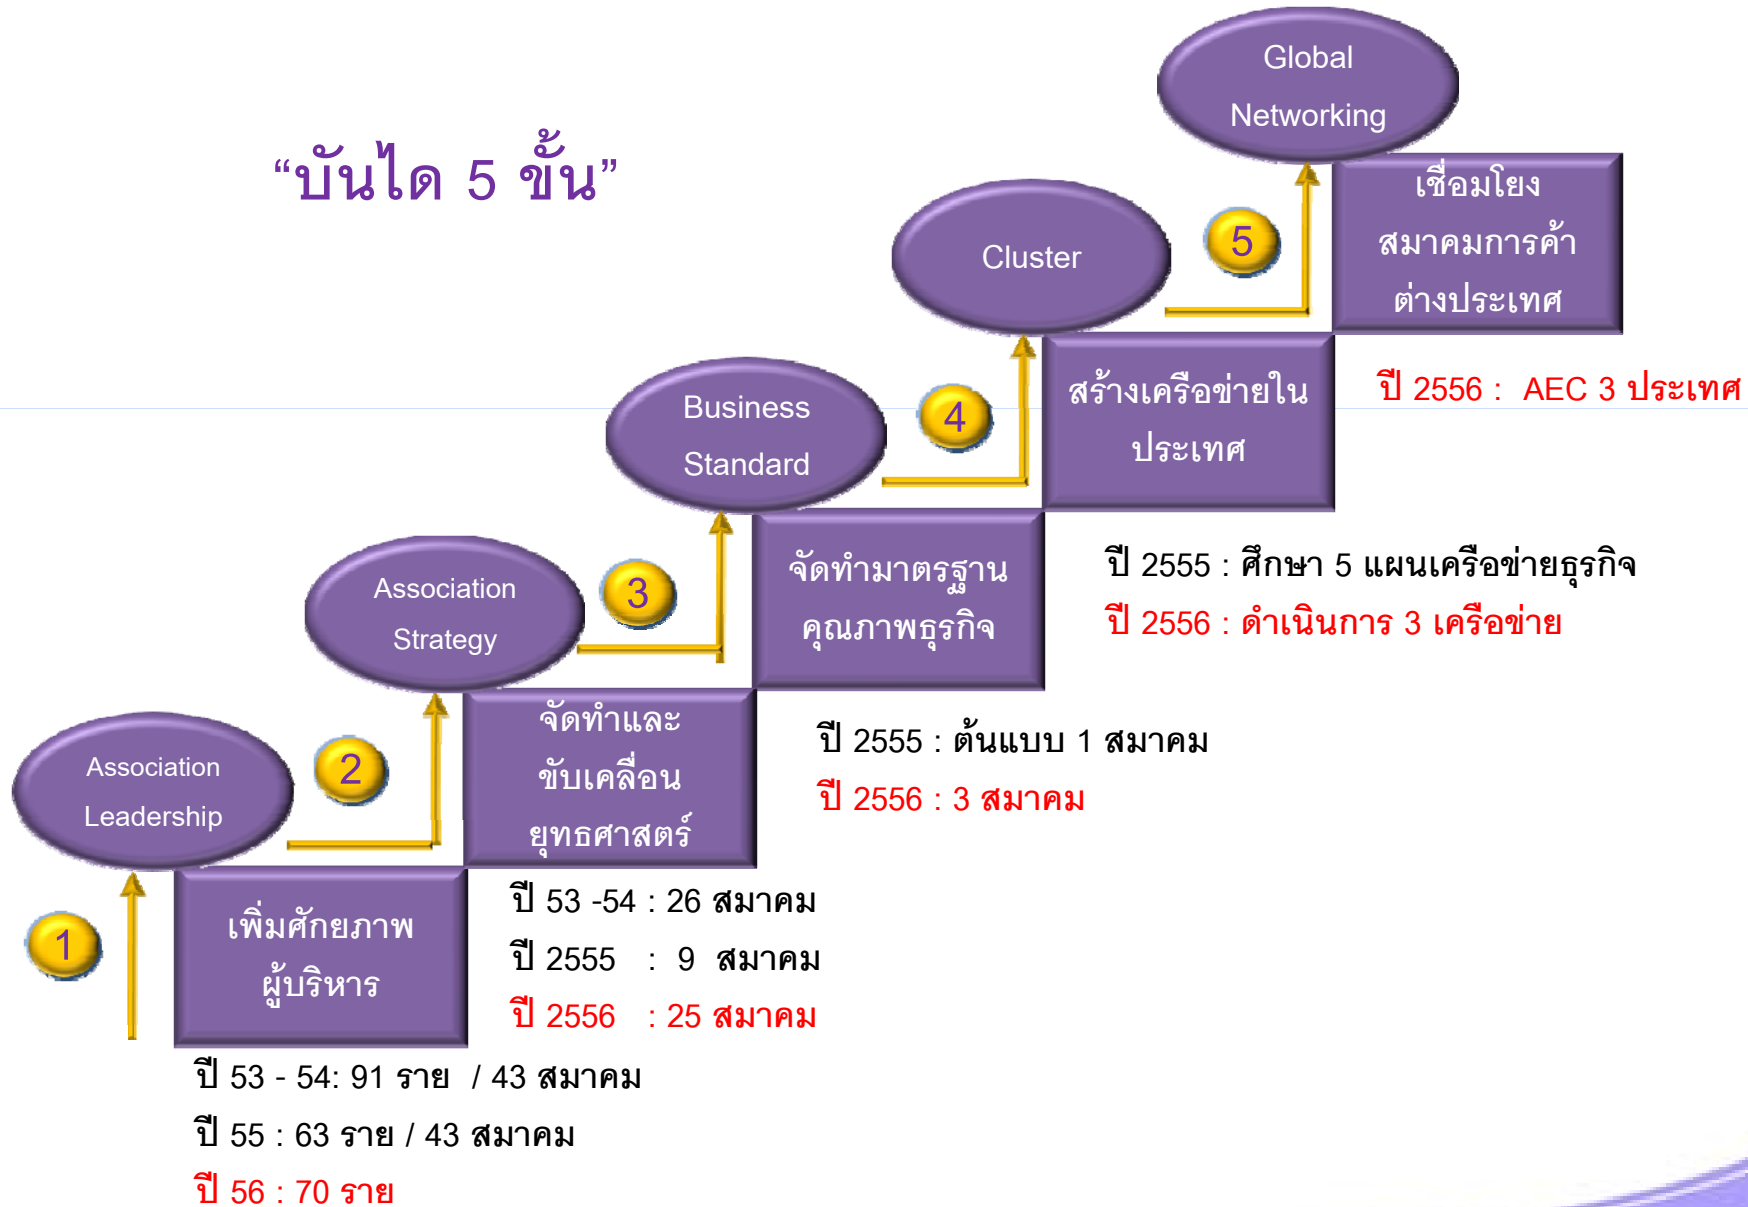 “บันได 5 ขั้น”
Global
Networking
5
เชื่อมโยง
สมาคมการค้า
ต่างประเทศ
ปี 2556 : AEC 3 ประเทศ
Cluster
4
สร้างเครือข่ายใน
ประเทศ
ปี 2555 : ศึกษา 5 แผนเครือข่ายธุรกิจ
ปี 2556 : ดำเนินการ 3 เครือข่าย
Business
Standard
3
จัดทำมาตรฐาน
คุณภาพธุรกิจ
ปี 2555 : ต้นแบบ 1 สมาคม
ปี 2556 : 3 สมาคม
Association
Strategy
2
จัดทำและ
ขับเคลื่อน
ยุทธศาสตร์
ปี 53 -54 : 26 สมาคม
ปี 2555 : 9 สมาคม
ปี 2556 : 25 สมาคม
Association
Leadership
1
เพิ่มศักยภาพ
ผู้บริหาร
ปี 53 - 54: 91 ราย / 43 สมาคม
ปี 55 : 63 ราย / 43 สมาคม
ปี 56 : 70 ราย